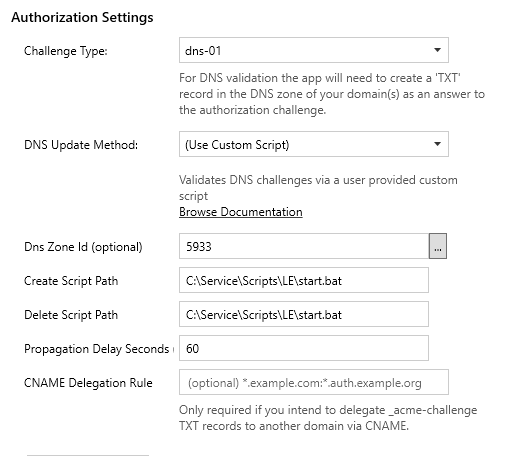 Authorization Settings
Challenge Type:
dns-01
For DNS validation the app will need to create a 'TXT'
record in the DNS zone of your domain(s) as an answer to
the authorization challenge.
DNS Update Method:
(Use Custom Script)
Validates DNS challenges via a user provided custom
script
Browse Documentation
Dns Zone Id (optional)
5933
...
Create Script Path
C:\Service\Scripts\LE\start.bat
Delete Script Path
C:\Service\Scripts\LE\start.bat
Propagation Delay Seconds (
60
CNAME Delegation Rule
(optional) *.example.com:*.auth.example.org
Only required if you intend to delegate _acme-challenge
TXT records to another domain via CNAME.